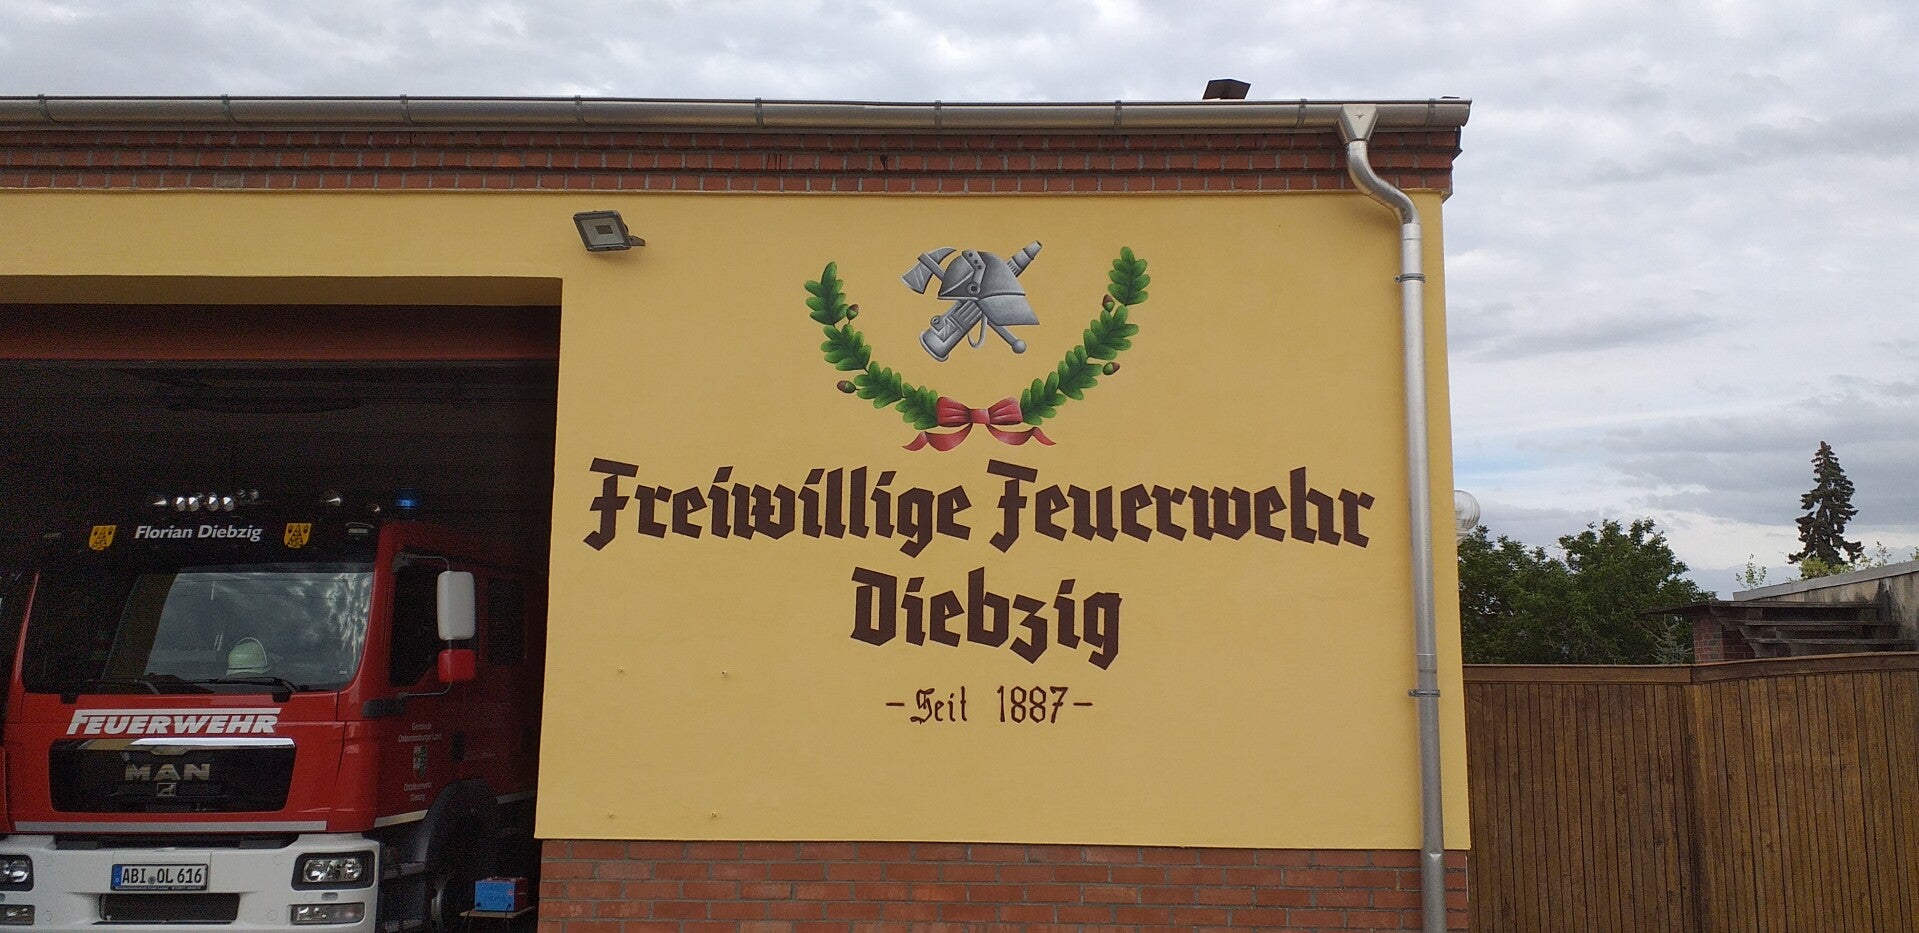 Freiwillige Feuerwehr
Diebzig
-Seit 1887-
Florian Diebzig
FEUERWEHR
MAN
ABI OL 616